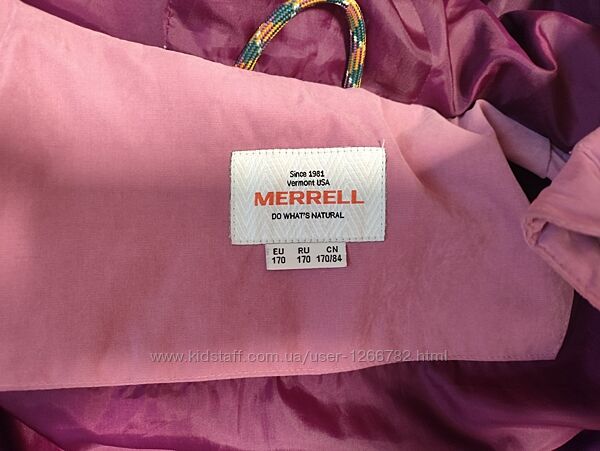 Since 1981
Vermont USA
MERRELL
DO WHAT'S NATURAL
EU RU CN
170 170 170/84
www.kidstaff.com.ua/user-1266782.html